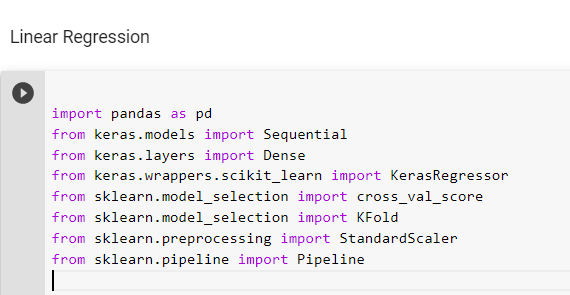 Linear Regression
import pandas as pd
from keras.models import Sequential
from keras.layers import Dense
from keras.wrappers.scikit_learn import KerasRegressor
from sklearn.model_selection import cross_val_score
from sklearn.model_selection import KFold
from sklearn.preprocessing import StandardScaler
from sklearn.pipeline import Pipeline